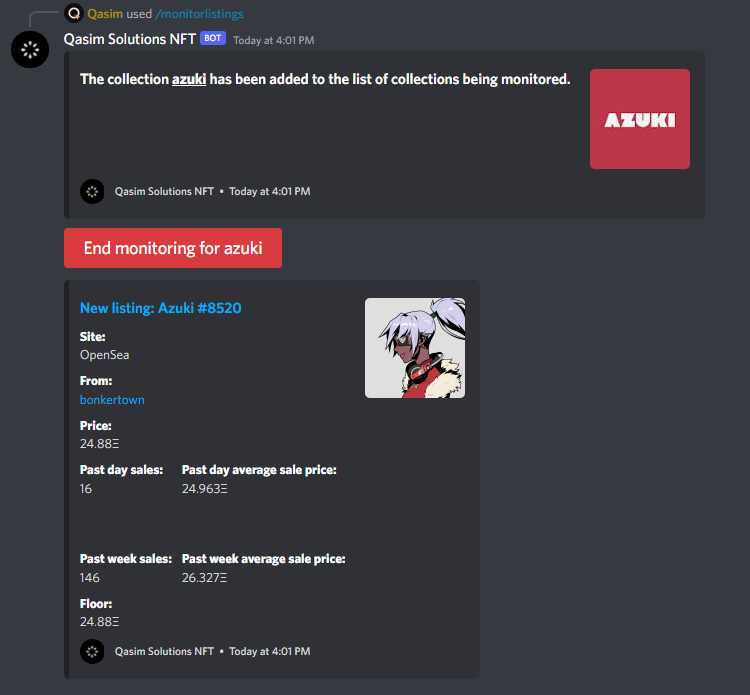 Qasim used /monitorlistings
Qasim Solutions NFT BOT Today at 4:01 PM
The collection azuki has been added to the list of collections being monitored.
AZUKI
Qasim Solutions NFT • Today at 4:01 PM
End monitoring for azuki
New listing: Azuki #8520
Site:
OpenSea
From:
bonkertown
Price:
24.88Ξ
Past day sales: Past day average sale price:
16 24.963Ξ
Past week sales: Past week average sale price:
146 26.327Ξ
Floor:
24.88Ξ
Qasim Solutions NFT • Today at 4:01 PM